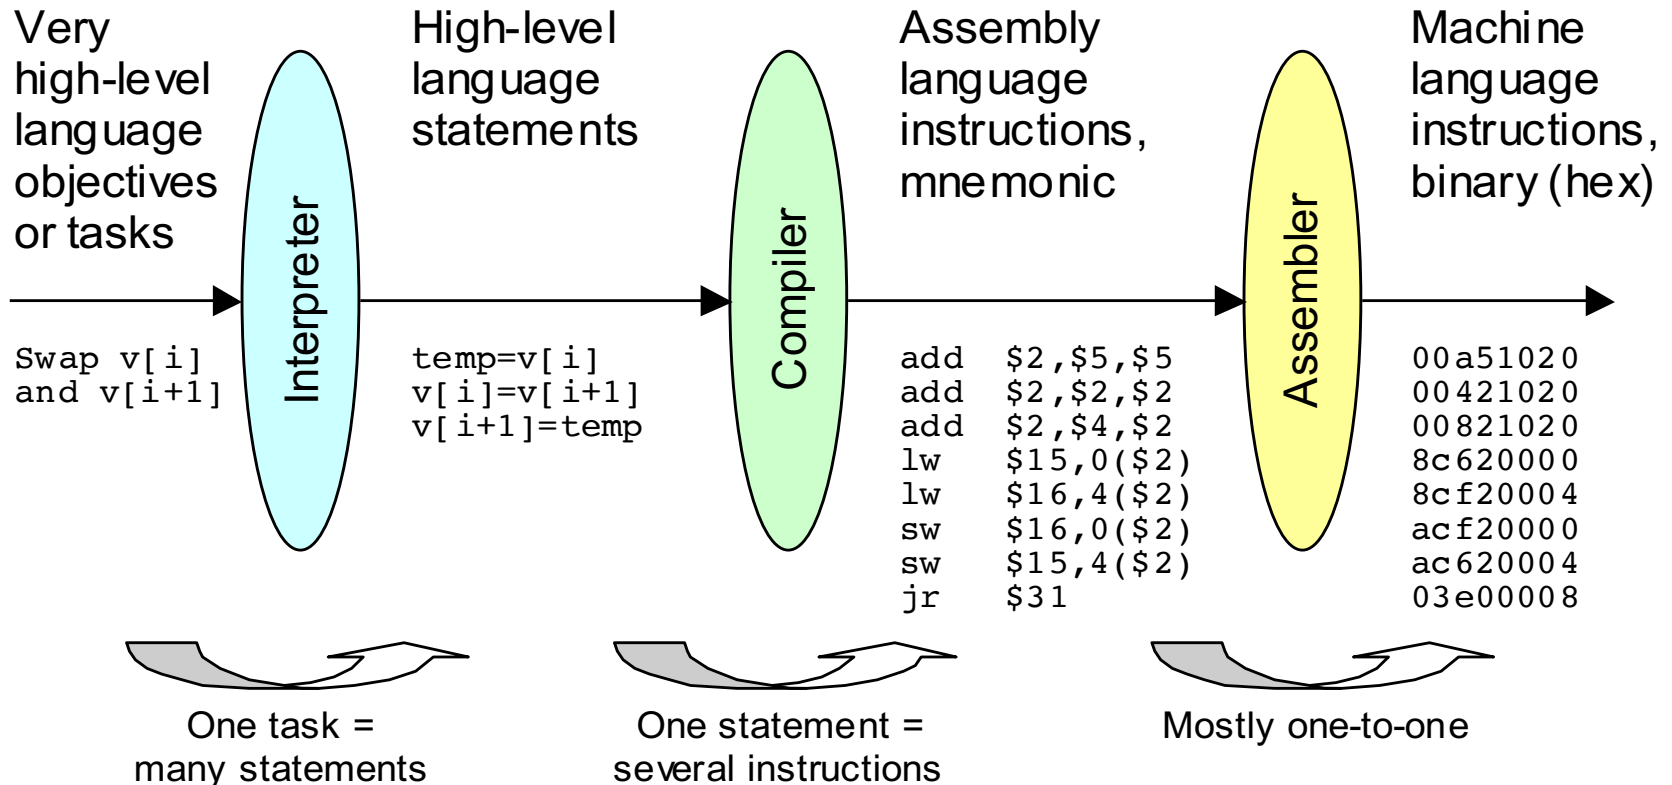 Very
high-level
language
objectives
or tasks
High-level
language
statements
Assembly
language
instructions,
mnemonic
Machine
language
instructions,
binary (hex)
Interpreter
Compiler
Assembler
Swap v[i]
and v[i+1]
temp=v[i]
v[i]=v[i+1]
v[i+1]=temp
add $2,$5,$5
add $2,$2,$2
add $2,$4,$2
lw $15,0($2)
lw $16,4($2)
sw $16,0($2)
sw $15,4($2)
jr $31
00a51020
00421020
00821020
8c620000
8cf20004
acf20000
ac620004
03e00008
One task =
many statements
One statement =
several instructions
Mostly one-to-one